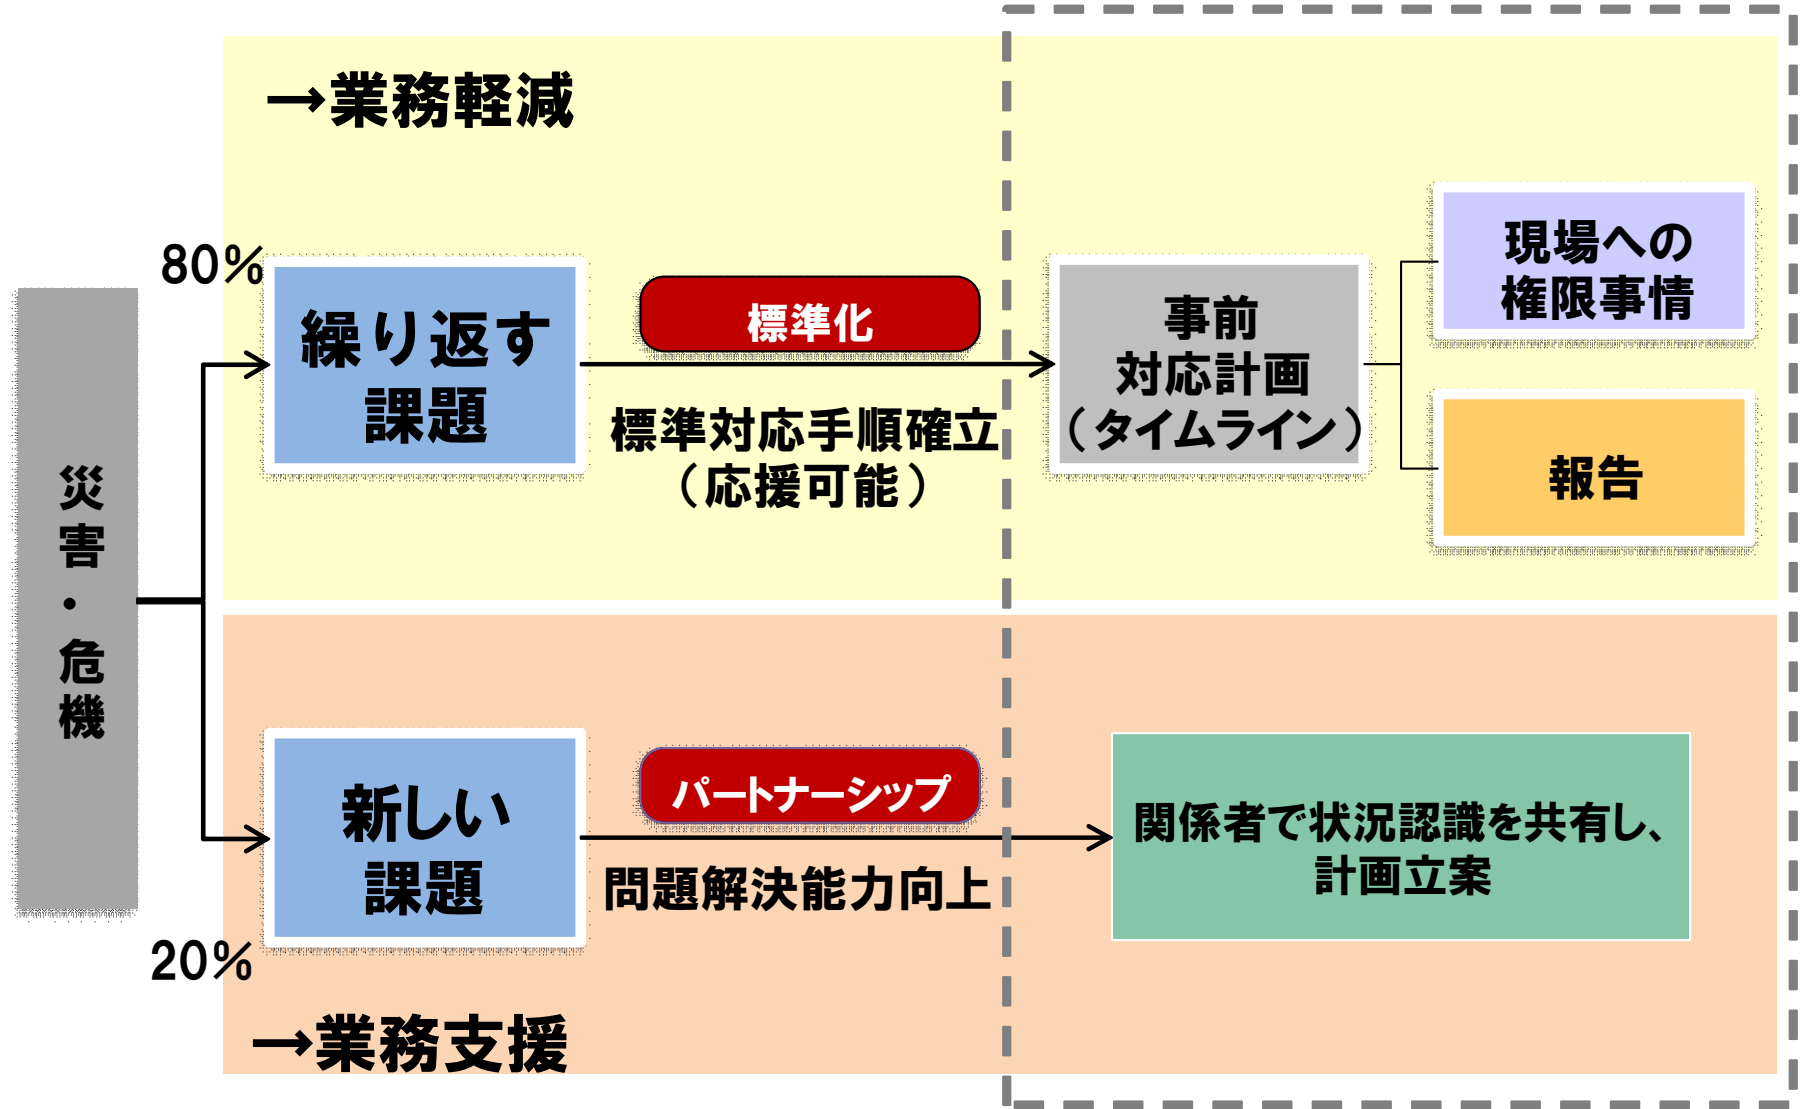 →業務軽減
80%
繰り返す
課題
標準化
標準対応手順確立
（応援可能）
事前
対応計画
（タイムライン）
現場への
権限事情
報告
災害・危機
新しい
課題
パートナーシップ
問題解決能力向上
関係者で状況認識を共有し、
計画立案
20%
→業務支援